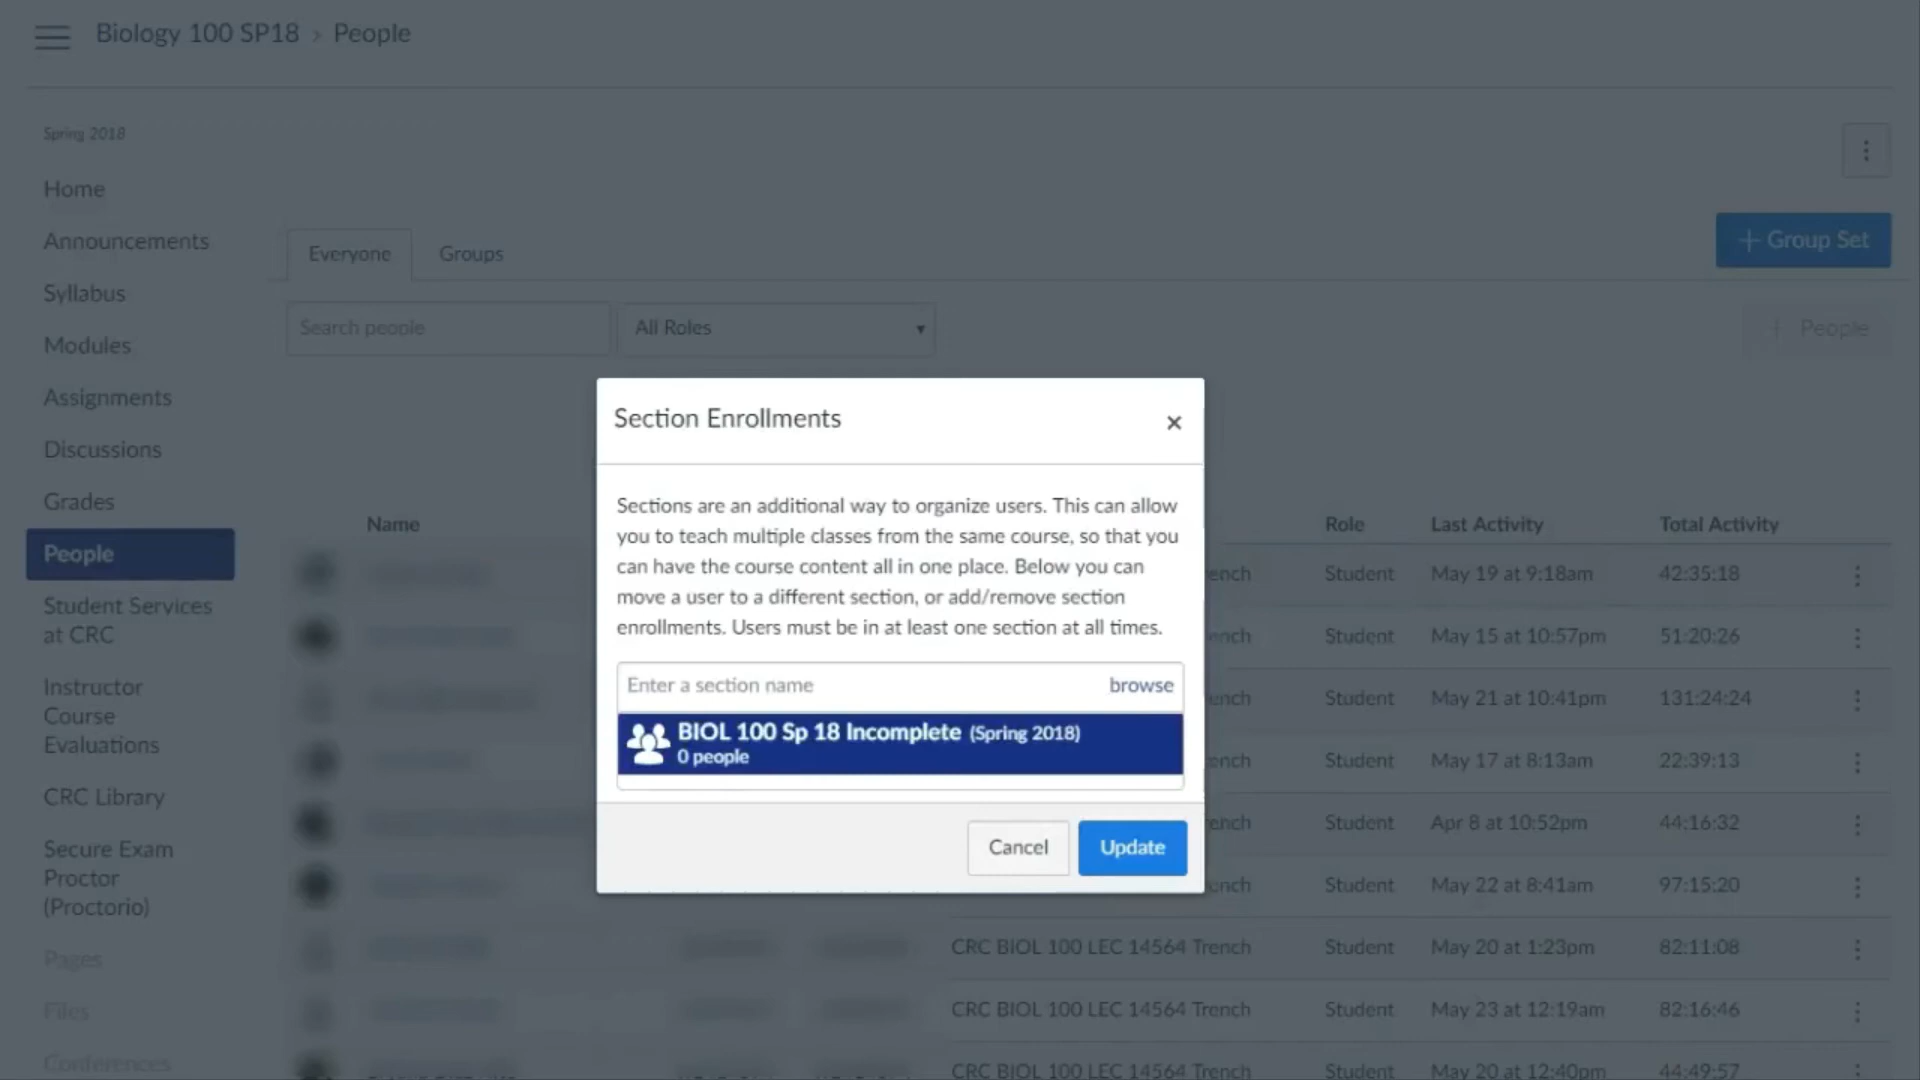 Biology 100 SP18 › People
Spring 2018
Home
Announcements
Syllabus
Modules
Assignments
Discussions
Grades
People
Student Services
at CRC
Instructor
Course
Evaluations
CRC Library
Secure Exam
Proctor
(Proctorio)
Pages
Files
Conferences
Everyone
Groups
+ Group Set
Search people
All Roles
+ People
Name
Role
Last Activity
Total Activity
Student May 19 at 9:18am 42:35:18
Student May 15 at 10:57pm 51:20:26
Student May 21 at 10:41pm 131:24:24
Student May 17 at 8:13am 22:39:13
Student Apr 8 at 10:52pm 44:16:32
Student May 22 at 8:41am 97:15:20
CRC BIOL 100 LEC 14564 Trench Student May 20 at 1:23pm 82:11:08
CRC BIOL 100 LEC 14564 Trench Student May 23 at 12:19am 82:16:46
CRC BIOL 100 LEC 14564 Trench Student May 20 at 12:40pm 44:49:57
Section Enrollments
×
Sections are an additional way to organize users. This can allow
you to teach multiple classes from the same course, so that you
can have the course content all in one place. Below you can
move a user to a different section, or add/remove section
enrollments. Users must be in at least one section at all times.
Enter a section name
browse
BIOL 100 Sp 18 Incomplete (Spring 2018)
0 people
Cancel
Update